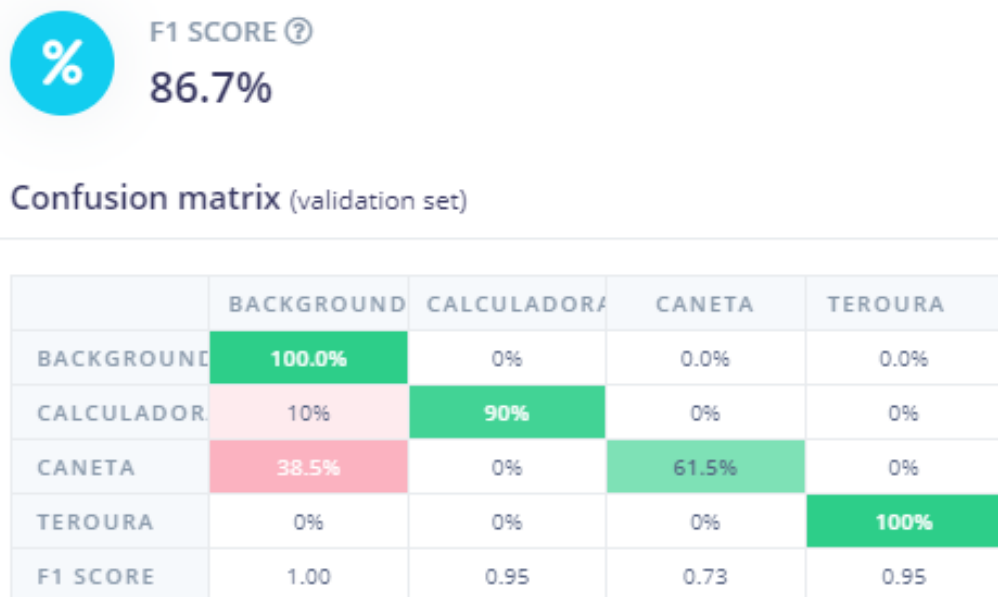 F1 SCORE ?
86.7%
Confusion matrix (validation set)
BACKGROUND CALCULADORA CANETA TEROURA
BACKGROUND 100.0% 0% 0.0% 0.0%
CALCULADOR 10% 90% 0% 0%
CANETA 38.5% 0% 61.5% 0%
TEROURA 0% 0% 0% 100%
F1 SCORE 1.00 0.95 0.73 0.95